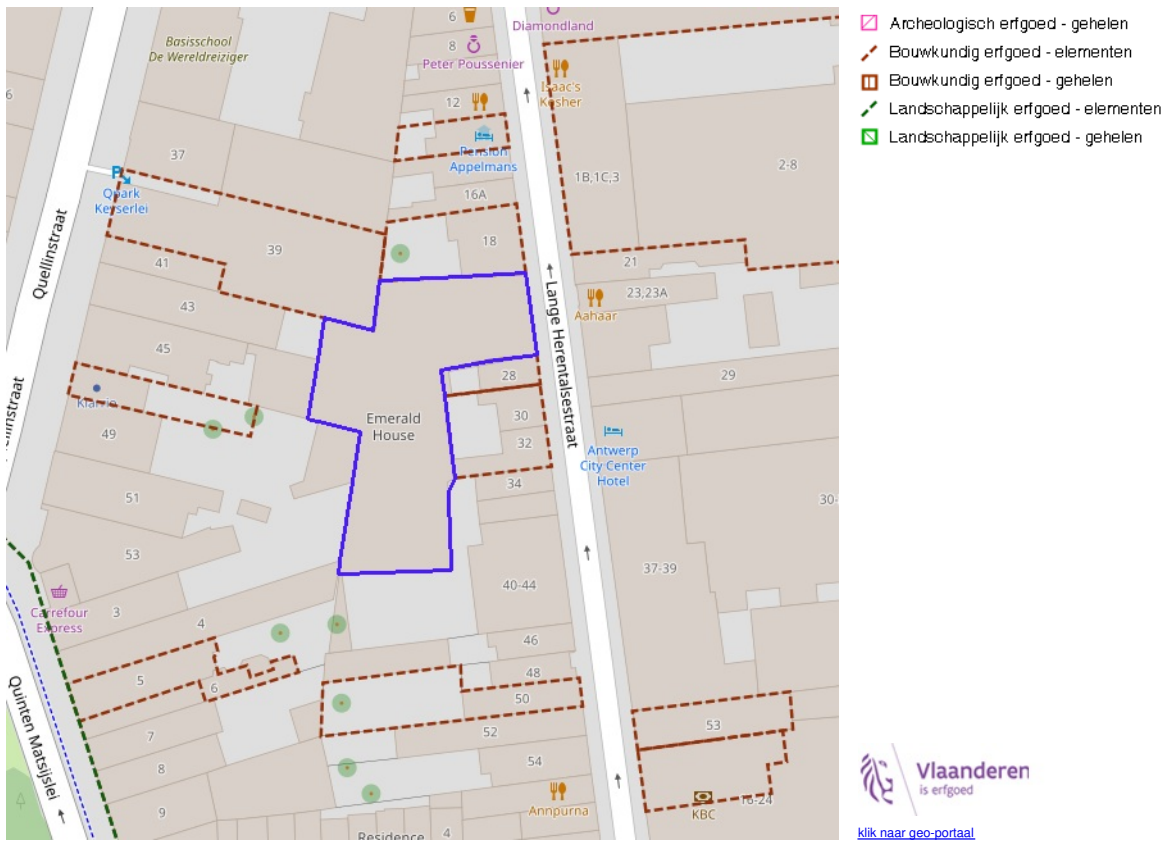 6
Diamondland
8
Peter Poussenier
Basisschool
De Wereldreiziger
6
Isaac's
Kosher
12
37
Pension
Appelmans
1B,1C,3
2-8
Qpark
Keyserlei
16A
Quellinstraat
39
18
41
21
43
23,23A
Aahaar
Lange Herentalsestraat
45
28
29
Klarrio
Quellinstraat
49
Emerald
House
30
32
Antwerp
City Center
Hotel
34
51
30-
53
37-39
40-44
Carrefour
Express
3
4
46
48
5
6
50
Quinten Matsijslei
7
52
53
8
54
9
Annpurna
KBC
16-24
Residence
4
Archeologisch erfgoed - gehelen
Bouwkundig erfgoed - elementen
Bouwkundig erfgoed - gehelen
Landschappelijk erfgoed - elementen
Landschappelijk erfgoed - gehelen
Vlaanderen
is erfgoed
klik naar geo-portaal